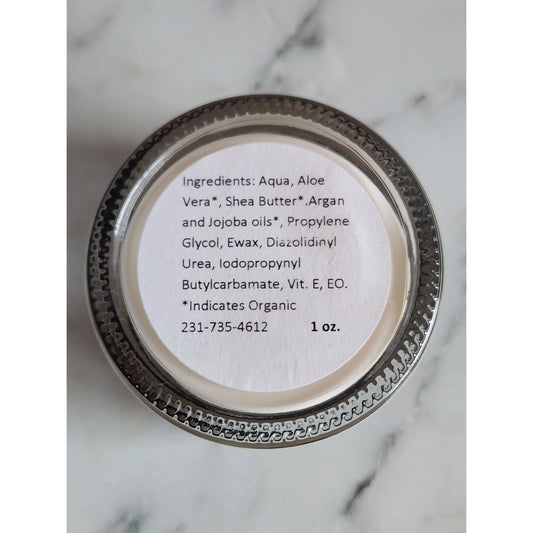 Ingredients: Aqua, Aloe
Vera*, Shea Butter*.Argan
and Jojoba oils*, Propylene
Glycol, Ewax, Diazolidinyl
Urea, Iodopropynyl
Butylcarbamate, Vit. E, EO.
*Indicates Organic
231-735-4612 1 oz.